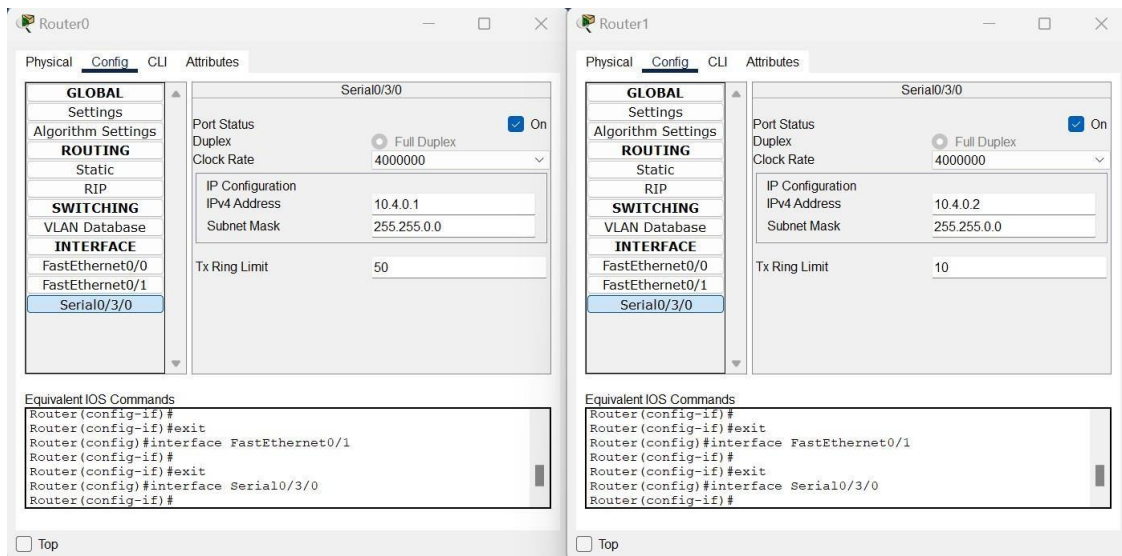 Router0
Physical Config CLI Attributes
GLOBAL
Settings
Algorithm Settings
ROUTING
Static
RIP
SWITCHING
VLAN Database
INTERFACE
FastEthernet0/0
FastEthernet0/1
Serial0/3/0
Serial0/3/0
Port Status On
Duplex Full Duplex
Clock Rate 4000000
IP Configuration
IPv4 Address 10.4.0.1
Subnet Mask 255.255.0.0
Tx Ring Limit 50
Equivalent IOS Commands
Router(config-if)#
Router(config-if)#exit
Router(config)#interface FastEthernet0/1
Router(config-if)#
Router(config-if)#exit
Router(config)#interface Serial0/3/0
Router(config-if)#
Top
Router1
Physical Config CLI Attributes
GLOBAL
Settings
Algorithm Settings
ROUTING
Static
RIP
SWITCHING
VLAN Database
INTERFACE
FastEthernet0/0
FastEthernet0/1
Serial0/3/0
Serial0/3/0
Port Status On
Duplex Full Duplex
Clock Rate 4000000
IP Configuration
IPv4 Address 10.4.0.2
Subnet Mask 255.255.0.0
Tx Ring Limit 10
Equivalent IOS Commands
Router(config-if)#
Router(config-if)#exit
Router(config)#interface FastEthernet0/1
Router(config-if)#
Router(config-if)#exit
Router(config)#interface Serial0/3/0
Router(config-if)#
Top